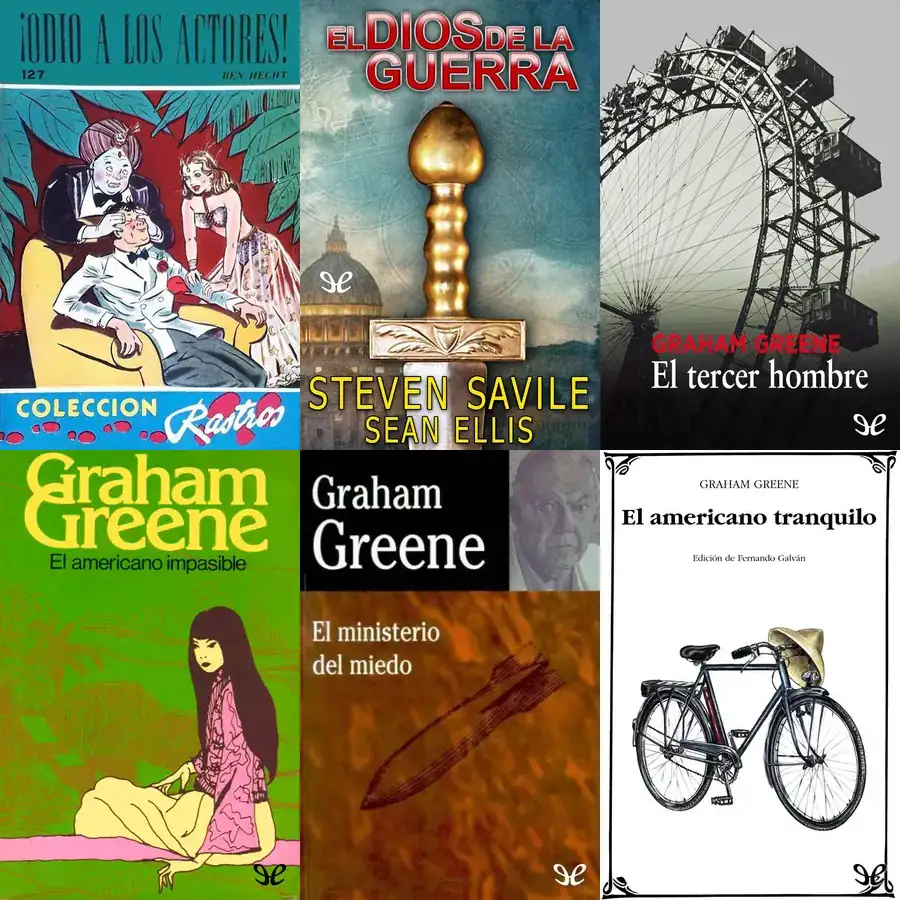 ¡ODIO A LOS ACTORES!
127
BEN HECHT
COLECCION
Rastros
EL DIOS DE LA
GUERRA
STEVEN SAVILE
SEAN ELLIS
GRAHAM GREENE
El tercer hombre
Graham
Greene
El americano impasible
Graham
Greene
El ministerio
del miedo
GRAHAM GREENE
El americano tranquilo
Edición de Fernando Galván